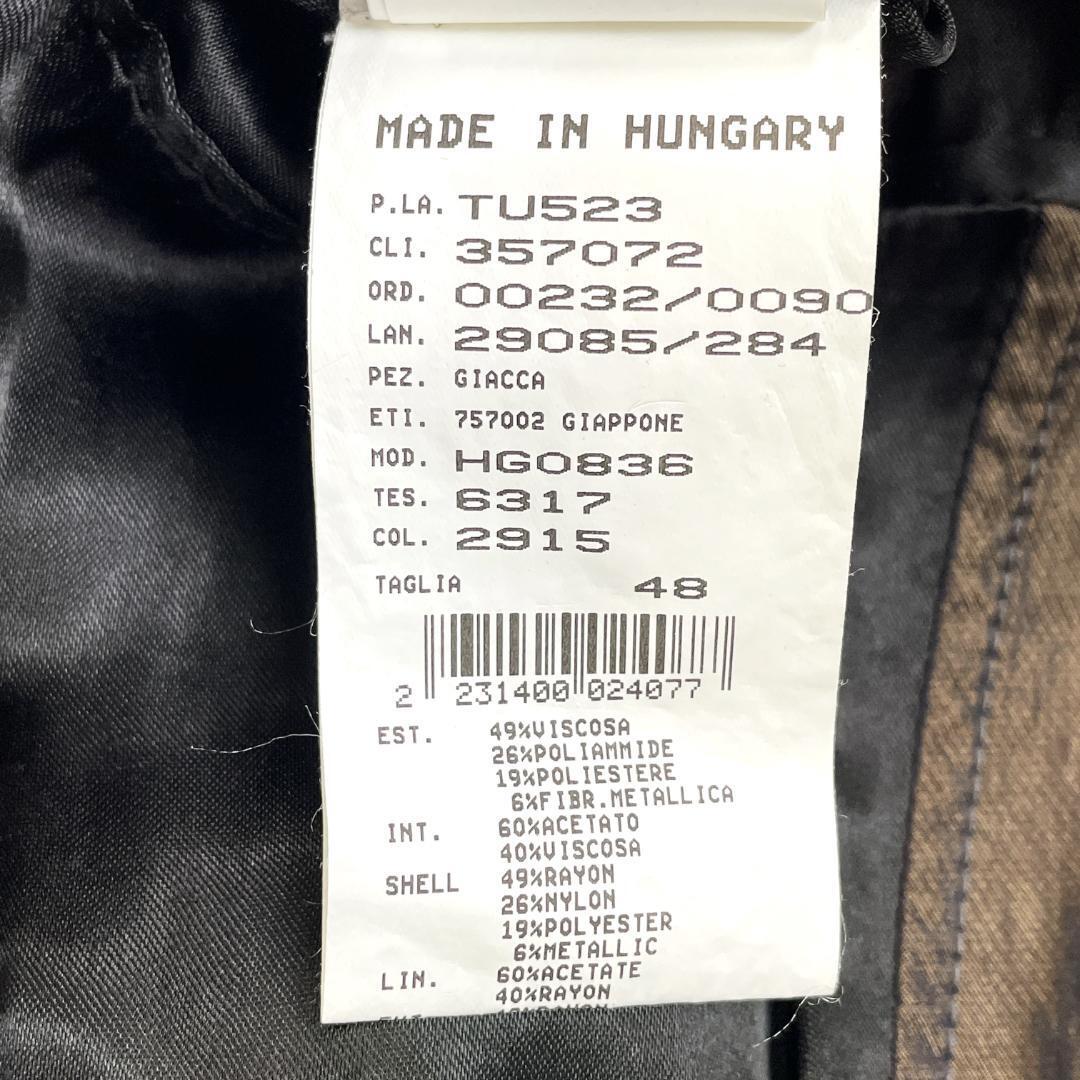 MADE IN HUNGARY
P.LA. TU523
CLI. 357072
ORD. 00232/0090
LAN. 29085/284
PEZ. GIACCA
ETI. 757002 GIAPPONE
MOD. HG0836
TES. 6317
COL. 2915
TAGLIA 48
2 231400 024077
EST. 49%VISCOSA
26%POLIAMMIDE
19%POLIESTERE
6%FIBR.METALLICA
INT. 60%ACETATO
40%VISCOSA
SHELL 49%RAYON
26%NYLON
19%POLYESTER
6%METALLIC
LIN. 60%ACETATE
40%RAYON